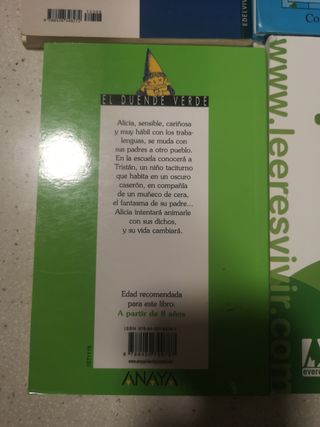 EDELVIVES
EL DUENDE VERDE
Alicia, sensible, cariñosa
y muy hábil con los traba-
lenguas, se muda con
sus padres a otro pueblo.
En la escuela conocerá a
Tristán, un niño taciturno
que habita en un oscuro
caserón, en compañía
de un muñeco de cera,
el fantasma de su padre...
Alicia intentará animarle
con sus dichos,
y su vida cambiará.
Edad recomendada
para este libro:
A partir de 8 años
ANAYA
www.leeresvivir.com